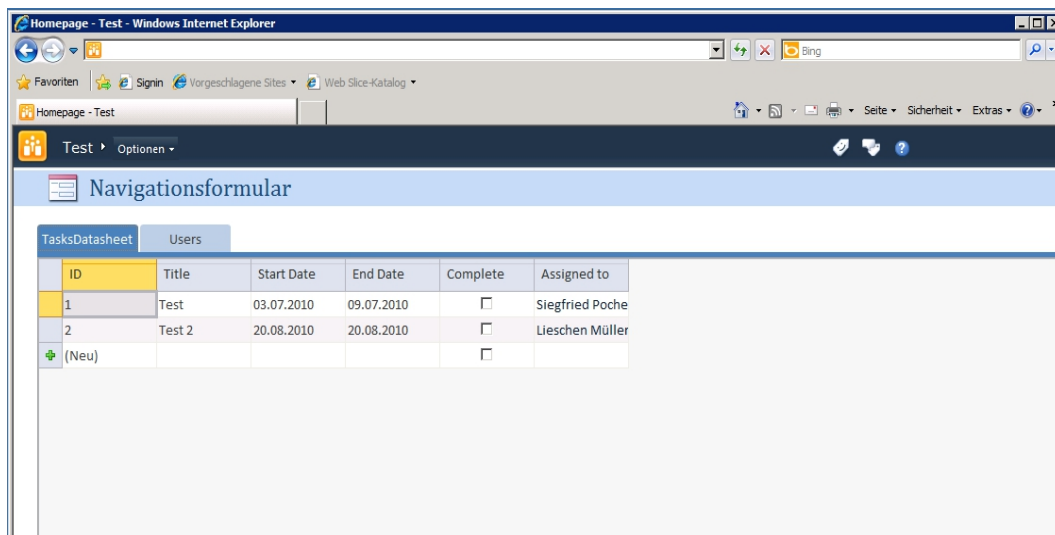 Homepage - Test - Windows Internet Explorer
Bing
Favoriten Signin Vorgeschlagene Sites Web Slice-Katalog
Homepage - Test Seite Sicherheit Extras
Test Optionen
Navigationsformular
TasksDatasheet Users
ID Title Start Date End Date Complete Assigned to
1 Test 03.07.2010 09.07.2010 Siegfried Poche
2 Test 2 20.08.2010 20.08.2010 Lieschen Müller
(Neu)